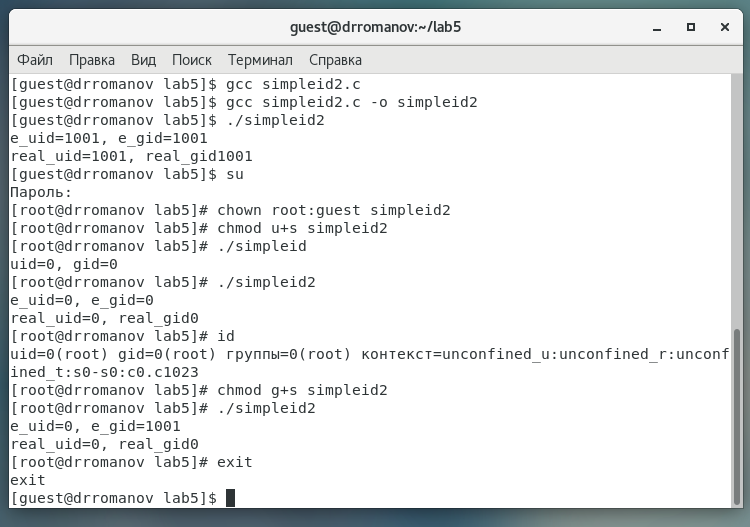 guest@drromanov:~/lab5
Файл Правка Вид Поиск Терминал Справка
[guest@drromanov lab5]$ gcc simpleid2.c
[guest@drromanov lab5]$ gcc simpleid2.c -o simpleid2
[guest@drromanov lab5]$ ./simpleid2
e_uid=1001, e_gid=1001
real_uid=1001, real_gid1001
[guest@drromanov lab5]$ su
Пароль:
[root@drromanov lab5]# chown root:guest simpleid2
[root@drromanov lab5]# chmod u+s simpleid2
[root@drromanov lab5]# ./simpleid
uid=0, gid=0
[root@drromanov lab5]# ./simpleid2
e_uid=0, e_gid=0
real_uid=0, real_gid0
[root@drromanov lab5]# id
uid=0(root) gid=0(root) группы=0(root) контекст=unconfined_u:unconfined_r:unconf
ined_t:s0-s0:c0.c1023
[root@drromanov lab5]# chmod g+s simpleid2
[root@drromanov lab5]# ./simpleid2
e_uid=0, e_gid=1001
real_uid=0, real_gid0
[root@drromanov lab5]# exit
exit
[guest@drromanov lab5]$